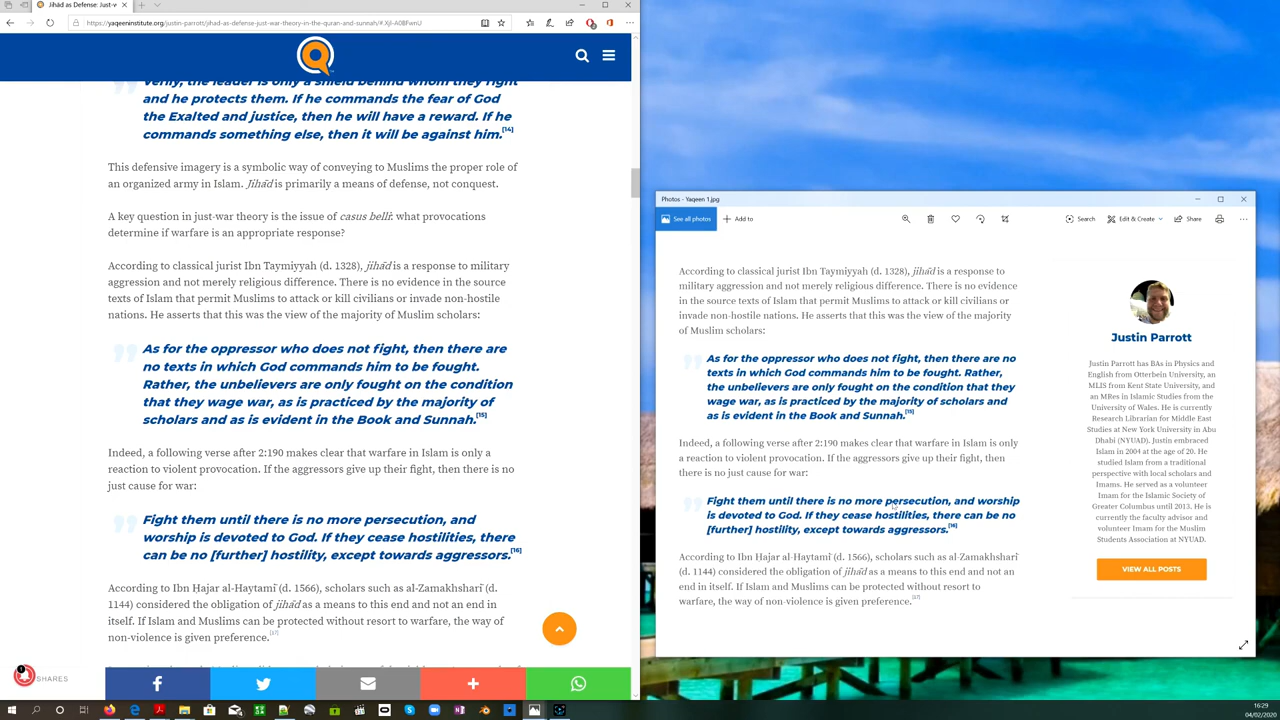 Jihād as Defense: Just-w
https://yaqeeninstitute.org/justin-parrott/jihad-as-defense-just-war-theory-in-the-quran-and-sunnah/#.XjI-A0BFwnU
Verily, the leader is only a shield behind whom they fight
and he protects them. If he commands the fear of God
the Exalted and justice, then he will have a reward. If he
commands something else, then it will be against him.[14]
This defensive imagery is a symbolic way of conveying to Muslims the proper role of
an organized army in Islam. Jihād is primarily a means of defense, not conquest.
A key question in just-war theory is the issue of casus belli: what provocations
determine if warfare is an appropriate response?
According to classical jurist Ibn Taymiyyah (d. 1328), jihād is a response to military
aggression and not merely religious difference. There is no evidence in the source
texts of Islam that permit Muslims to attack or kill civilians or invade non-hostile
nations. He asserts that this was the view of the majority of Muslim scholars:
As for the oppressor who does not fight, then there are
no texts in which God commands him to be fought.
Rather, the unbelievers are only fought on the condition
that they wage war, as is practiced by the majority of
scholars and as is evident in the Book and Sunnah.[15]
Indeed, a following verse after 2:190 makes clear that warfare in Islam is only a
reaction to violent provocation. If the aggressors give up their fight, then there is no
just cause for war:
Fight them until there is no more persecution, and
worship is devoted to God. If they cease hostilities, there
can be no [further] hostility, except towards aggressors.[16]
According to Ibn Ḥajar al-Haytamī (d. 1566), scholars such as al-Zamakhsharī (d.
1144) considered the obligation of jihād as a means to this end and not an end in
itself. If Islam and Muslims can be protected without resort to warfare, the way of
non-violence is given preference.[17]
1
SHARES
Photos - Yaqeen 1.jpg
See all photos
Add to
Search
Edit & Create
Share
According to classical jurist Ibn Taymiyyah (d. 1328), jihād is a response to
military aggression and not merely religious difference. There is no evidence
in the source texts of Islam that permit Muslims to attack or kill civilians or
invade non-hostile nations. He asserts that this was the view of the majority
of Muslim scholars:
As for the oppressor who does not fight, then there are no
texts in which God commands him to be fought. Rather,
the unbelievers are only fought on the condition that they
wage war, as is practiced by the majority of scholars and
as is evident in the Book and Sunnah.[15]
Indeed, a following verse after 2:190 makes clear that warfare in Islam is only
a reaction to violent provocation. If the aggressors give up their fight, then
there is no just cause for war:
Fight them until there is no more persecution, and worship
is devoted to God. If they cease hostilities, there can be no
[further] hostility, except towards aggressors.[16]
According to Ibn Ḥajar al-Haytamī (d. 1566), scholars such as al-Zamakhsharī
(d. 1144) considered the obligation of jihād as a means to this end and not an
end in itself. If Islam and Muslims can be protected without resort to
warfare, the way of non-violence is given preference.[17]
Justin Parrott
Justin Parrott has BAs in Physics and
English from Otterbein University, an
MLIS from Kent State University, and
an MRes in Islamic Studies from the
University of Wales. He is currently
Research Librarian for Middle East
Studies at New York University in Abu
Dhabi (NYUAD). Justin embraced
Islam in 2004 at the age of 20. He
studied Islam from a traditional
perspective with local scholars and
Imams. He served as a volunteer
Imam for the Islamic Society of
Greater Columbus until 2013. He is
currently the faculty advisor and
volunteer Imam for the Muslim
Students Association at NYUAD.
VIEW ALL POSTS
16:29
04/02/2020